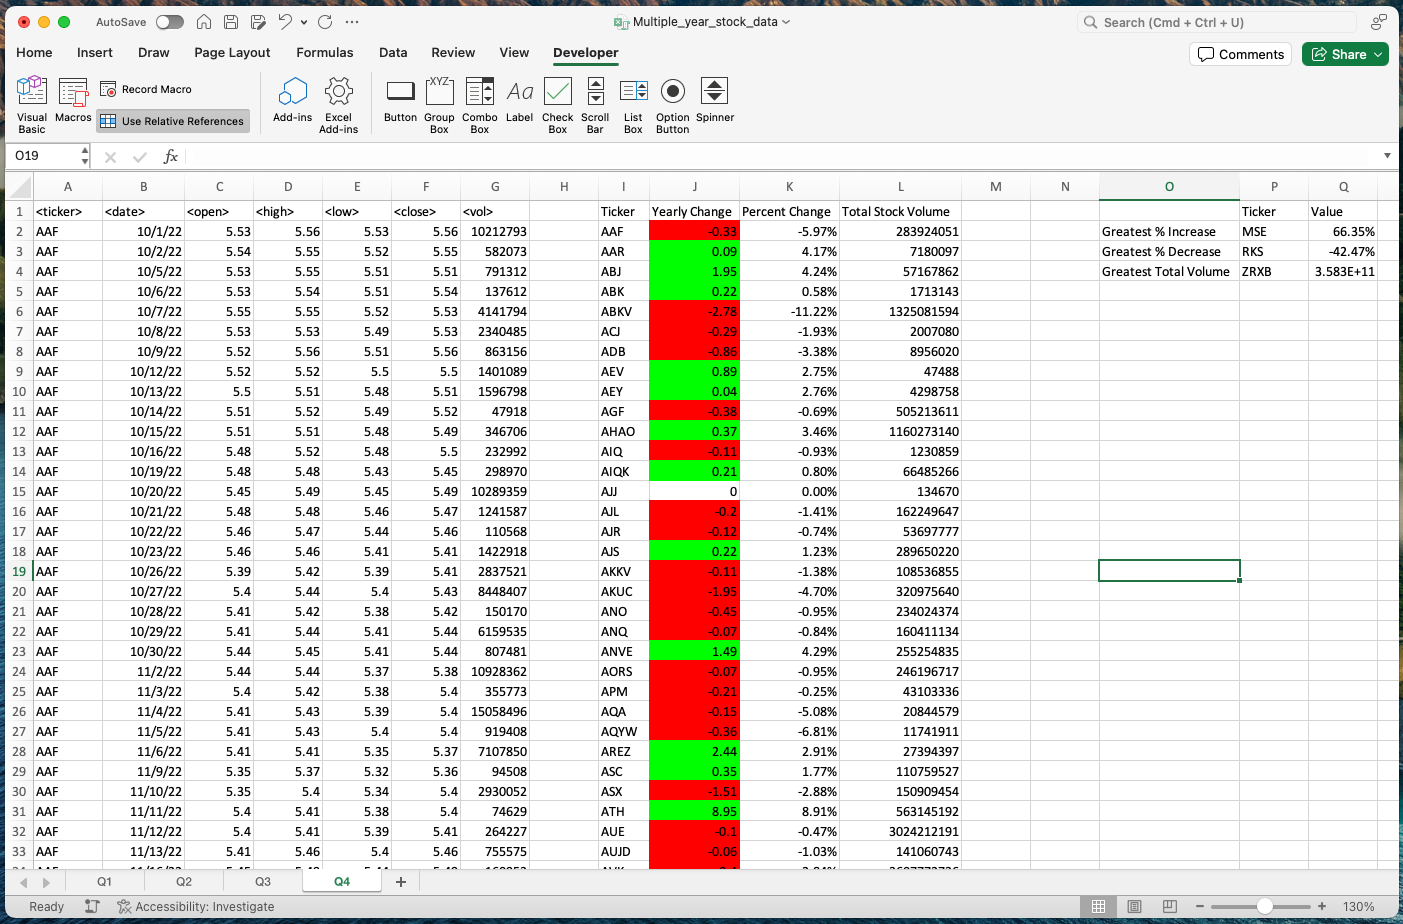 AutoSave
Multiple_year_stock_data
Search (Cmd + Ctrl + U)
Home Insert Draw Page Layout Formulas Data Review View Developer Comments Share
Visual Basic Macros Record Macro Use Relative References Add-ins Excel Add-ins Button Group Box Combo Box Label Check Box Scroll Bar List Box Option Button Spinner
XYZ Aa
O19 fx
A B C D E F G H I J K L M N O P Q
1 <ticker> <date> <open> <high> <low> <close> <vol> Ticker Yearly Change Percent Change Total Stock Volume Ticker Value
2 AAF 10/1/22 5.53 5.56 5.53 5.56 10212793 AAF -0.33 -5.97% 283924051 Greatest % Increase MSE 66.35%
3 AAF 10/2/22 5.54 5.55 5.52 5.55 582073 AAR 0.09 4.17% 7180097 Greatest % Decrease RKS -42.47%
4 AAF 10/5/22 5.53 5.55 5.51 5.51 791312 ABJ 1.95 4.24% 57167862 Greatest Total Volume ZRXB 3.583E+11
5 AAF 10/6/22 5.53 5.54 5.51 5.54 137612 ABK 0.22 0.58% 1713143
6 AAF 10/7/22 5.55 5.55 5.52 5.53 4141794 ABKV -2.78 -11.22% 1325081594
7 AAF 10/8/22 5.53 5.53 5.49 5.53 2340485 ACJ -0.29 -1.93% 2007080
8 AAF 10/9/22 5.52 5.56 5.51 5.56 863156 ADB -0.86 -3.38% 8956020
9 AAF 10/12/22 5.52 5.52 5.5 5.5 1401089 AEV 0.89 2.75% 47488
10 AAF 10/13/22 5.5 5.51 5.48 5.51 1596798 AEY 0.04 2.76% 4298758
11 AAF 10/14/22 5.51 5.52 5.49 5.52 47918 AGF -0.38 -0.69% 505213611
12 AAF 10/15/22 5.51 5.51 5.48 5.49 346706 AHAO 0.37 3.46% 1160273140
13 AAF 10/16/22 5.48 5.52 5.48 5.5 232992 AIQ -0.11 -0.93% 1230859
14 AAF 10/19/22 5.48 5.48 5.43 5.45 298970 AIQK 0.21 0.80% 66485266
15 AAF 10/20/22 5.45 5.49 5.45 5.49 10289359 AJJ 0 0.00% 134670
16 AAF 10/21/22 5.48 5.48 5.46 5.47 1241587 AJL -0.2 -1.41% 162249647
17 AAF 10/22/22 5.46 5.47 5.44 5.46 110568 AJR -0.12 -0.74% 53697777
18 AAF 10/23/22 5.46 5.46 5.41 5.41 1422918 AJS 0.22 1.23% 289650220
19 AAF 10/26/22 5.39 5.42 5.39 5.41 2837521 AKKV -0.11 -1.38% 108536855
20 AAF 10/27/22 5.4 5.44 5.4 5.43 8448407 AKUC -1.95 -4.70% 320975640
21 AAF 10/28/22 5.41 5.42 5.38 5.42 150170 ANO -0.45 -0.95% 234024374
22 AAF 10/29/22 5.41 5.44 5.41 5.44 6159535 ANQ -0.07 -0.84% 160411134
23 AAF 10/30/22 5.44 5.45 5.41 5.44 807481 ANVE 1.49 4.29% 255254835
24 AAF 11/2/22 5.44 5.44 5.37 5.38 10928362 AORS -0.07 -0.95% 246196717
25 AAF 11/3/22 5.4 5.42 5.38 5.4 355773 APM -0.21 -0.25% 43103336
26 AAF 11/4/22 5.41 5.43 5.39 5.4 15058496 AQA -0.15 -5.08% 20844579
27 AAF 11/5/22 5.41 5.43 5.4 5.4 919408 AQYW -0.36 -6.81% 11741911
28 AAF 11/6/22 5.41 5.41 5.35 5.37 7107850 AREZ 2.44 2.91% 27394397
29 AAF 11/9/22 5.35 5.37 5.32 5.36 94508 ASC 0.35 1.77% 110759527
30 AAF 11/10/22 5.35 5.4 5.34 5.4 2930052 ASX -1.51 -2.88% 150909454
31 AAF 11/11/22 5.4 5.41 5.38 5.4 74629 ATH 8.95 8.91% 563145192
32 AAF 11/12/22 5.4 5.41 5.39 5.41 264227 AUE -0.1 -0.47% 3024212191
33 AAF 11/13/22 5.41 5.46 5.4 5.46 755575 AUJD -0.06 -1.03% 141060743
Q1 Q2 Q3 Q4 +
Ready Accessibility: Investigate 130%